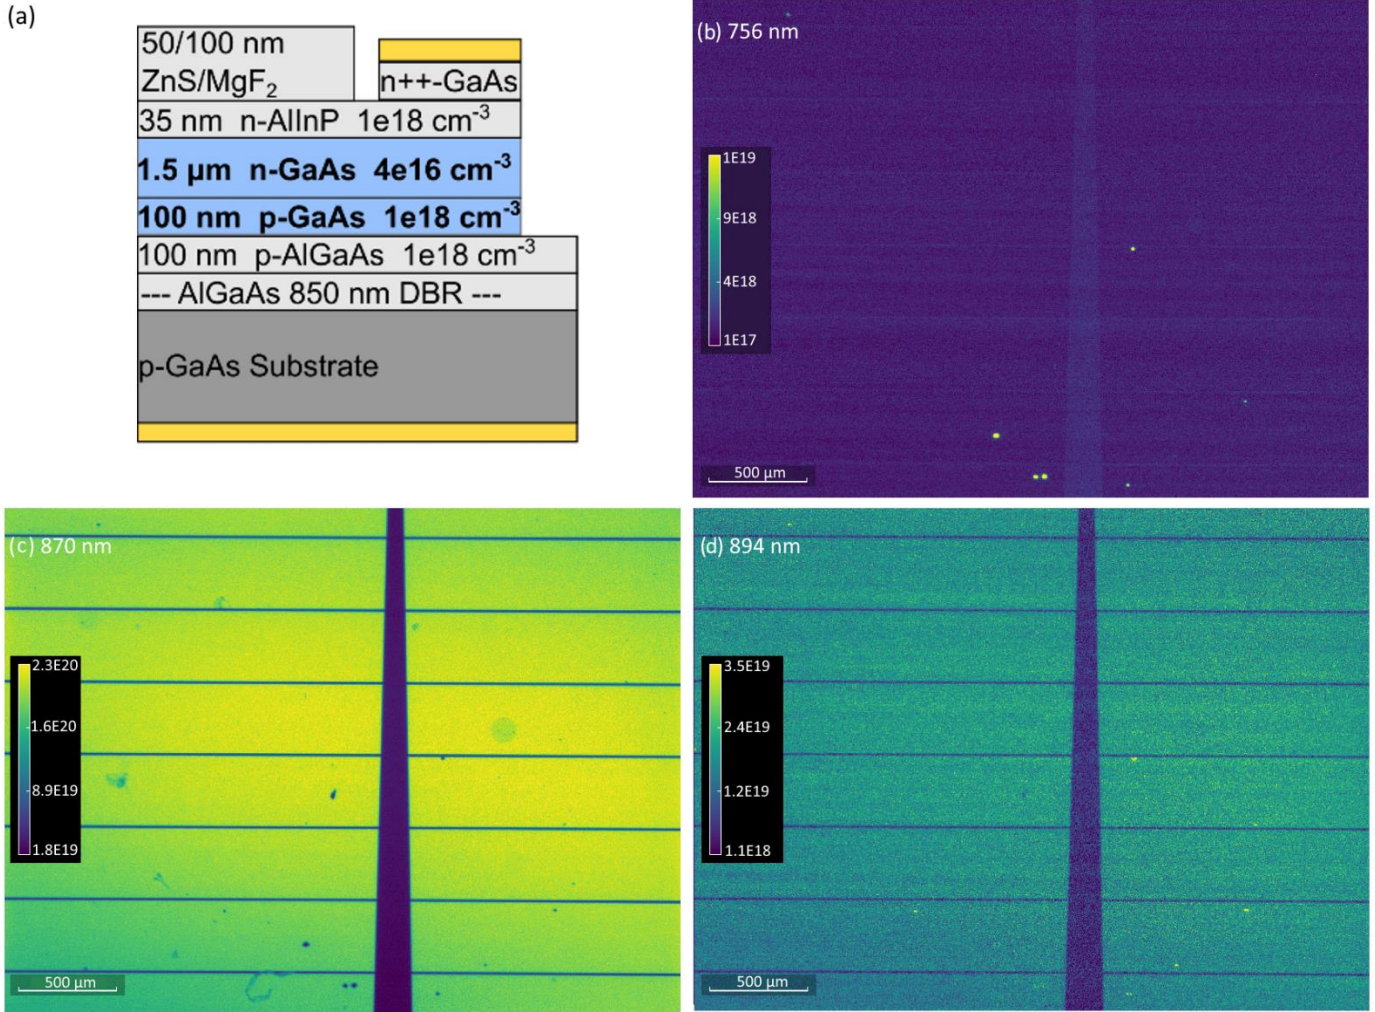 (a)
50/100 nm
ZnS/MgF₂
n++-GaAs
35 nm  n-AlInP  1e18 cm⁻³
1.5 µm  n-GaAs  4e16 cm⁻³
100 nm  p-GaAs  1e18 cm⁻³
100 nm  p-AlGaAs  1e18 cm⁻³
--- AlGaAs 850 nm DBR ---
p-GaAs Substrate
(b) 756 nm
1E19
9E18
4E18
1E17
500 µm
(c) 870 nm
2.3E20
1.6E20
8.9E19
1.8E19
500 µm
(d) 894 nm
3.5E19
2.4E19
1.2E19
1.1E18
500 µm